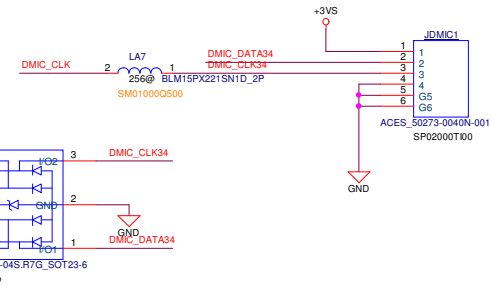 +3VS
JDMIC1
LA7
DMIC_CLK
2
1
256@
BLM15PX221SN1D_2P
SM01000Q500
DMIC_DATA34
DMIC_CLK34
1
2
3
4
5
6
1
2
3
4
G5
G6
ACES_50273-0040N-001
SP02000TI00
GND
I/O2
3
DMIC_CLK34
GND
2
GND
I/O1
1
DMIC_DATA34
-04S.R7G_SOT23-6